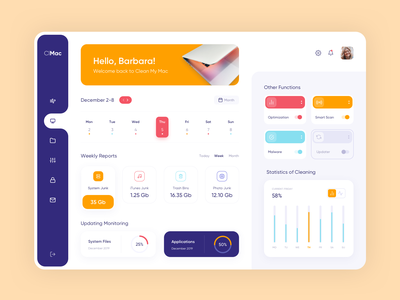 CMac
Hello, Barbara!
Welcome back to Clean My Mac
December 2-8
Month
Mon Tue Wed Thu Fri Sat Sun
2 3 4 5 6 7 8
Weekly Reports
Today Week Month
System Junk
35 Gb
iTunes Junk
1.25 Gb
Trash Bins
16.35 Gb
Photo Junk
12.10 Gb
Updating Monitoring
System Files
December 2019
25%
Applications
December 2019
50%
Other Functions
Optimization
Smart Scan
Malware
Updater
Statistics of Cleaning
58%